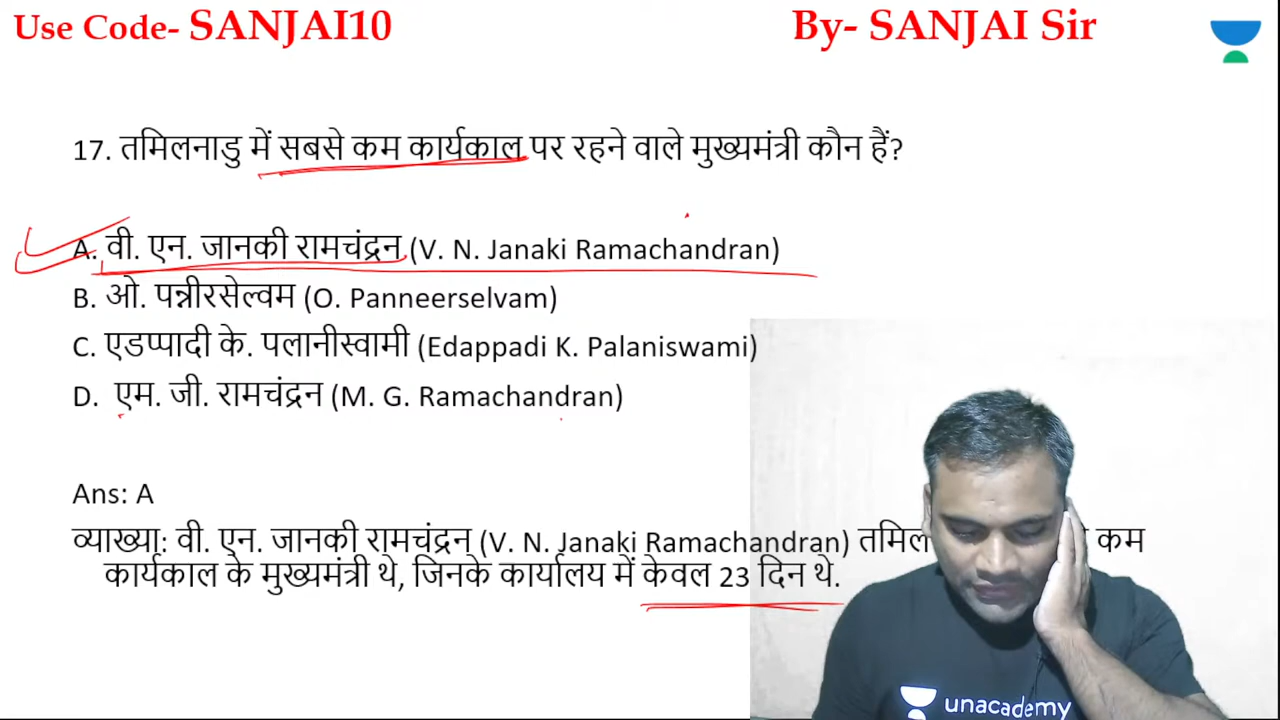 Use Code- SANJAI10
By- SANJAI Sir
17. तमिलनाडु में सबसे कम कार्यकाल पर रहने वाले मुख्यमंत्री कौन हैं?
A. वी. एन. जानकी रामचंद्रन (V. N. Janaki Ramachandran)
B. ओ. पन्नीरसेल्वम (O. Panneerselvam)
C. एडप्पादी के. पलानीस्वामी (Edappadi K. Palaniswami)
D. एम. जी. रामचंद्रन (M. G. Ramachandran)
Ans: A
व्याख्या: वी. एन. जानकी रामचंद्रन (V. N. Janaki Ramachandran) कम
कार्यकाल के मुख्यमंत्री थे, जिनके कार्यालय में केवल 23 दिन थे.
unacademy